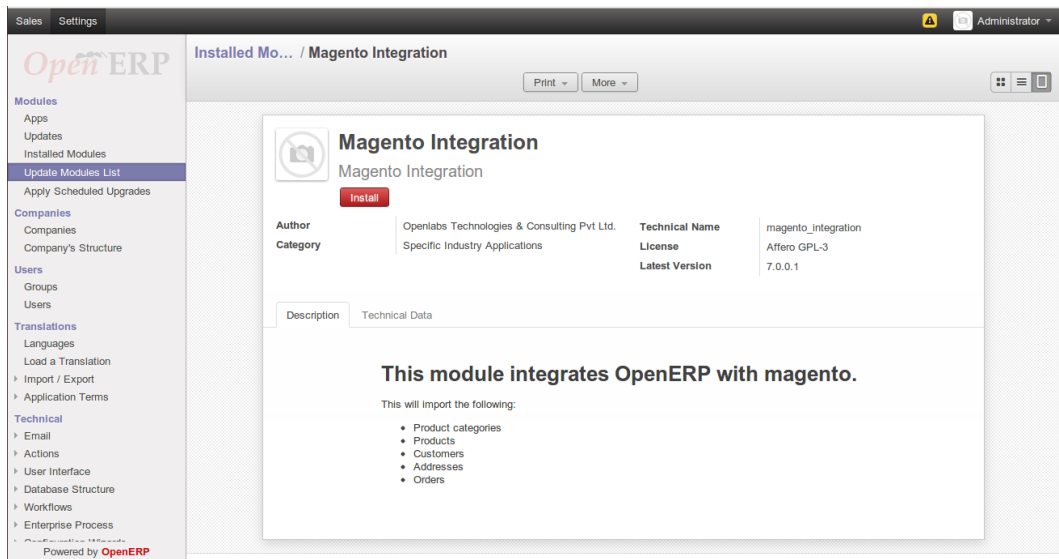 Sales Settings Administrator
Open ERP
Installed Mo... / Magento Integration
Print More
Modules
Apps
Updates
Installed Modules
Update Modules List
Apply Scheduled Upgrades
Companies
Companies
Company's Structure
Users
Groups
Users
Translations
Languages
Load a Translation
Import / Export
Application Terms
Technical
Email
Actions
User Interface
Database Structure
Workflows
Enterprise Process
Powered by OpenERP
Magento Integration
Magento Integration
Install
Author Openlabs Technologies & Consulting Pvt Ltd.
Category Specific Industry Applications
Technical Name magento_integration
License Affero GPL-3
Latest Version 7.0.0.1
Description Technical Data
This module integrates OpenERP with magento.
This will import the following:
• Product categories
• Products
• Customers
• Addresses
• Orders